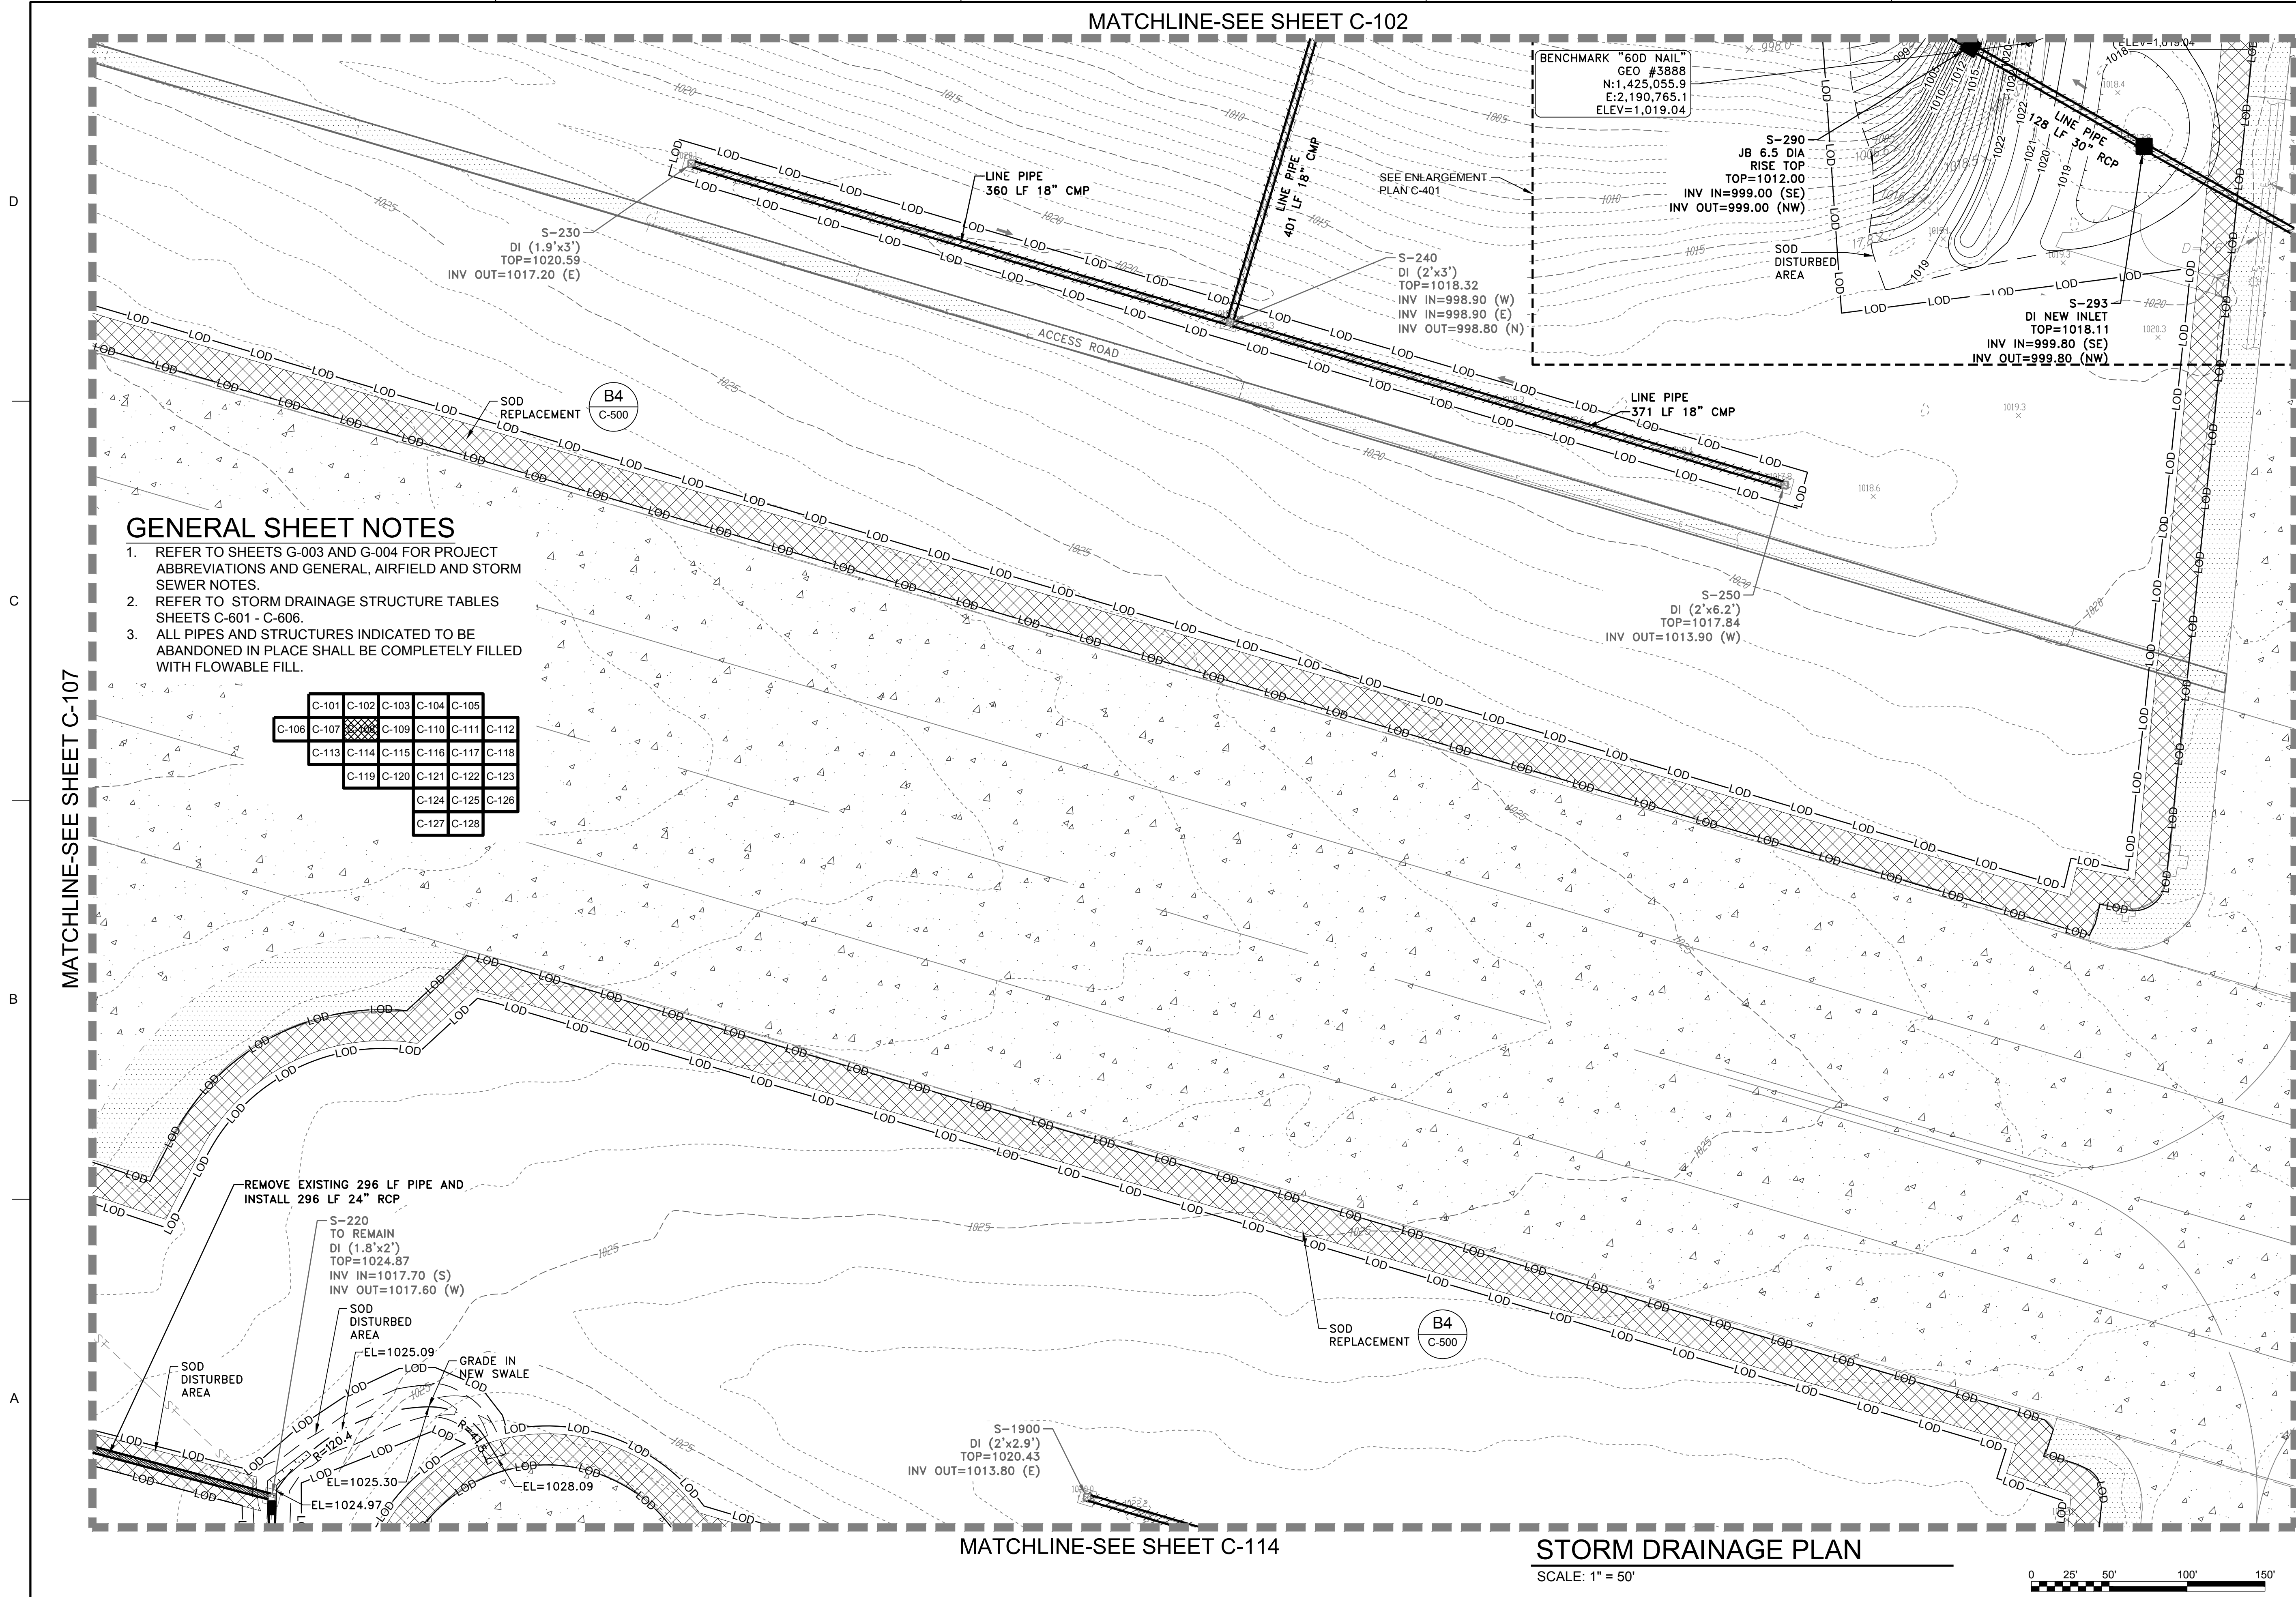 MATCHLINE-SEE SHEET C-102
BENCHMARK "60D NAIL"
GEO #3888
N:1,425,055.9
E:2,190,765.1
ELEV=1,019.04
ELEV=1,019.04
S-290
JB 6.5 DIA
RISE TOP
TOP=1012.00
INV IN=999.00 (SE)
INV OUT=999.00 (NW)
LINE PIPE
128 LF 30" RCP
SEE ENLARGEMENT
PLAN C-401
SOD
DISTURBED
AREA
S-293
DI NEW INLET
TOP=1018.11
INV IN=999.80 (SE)
INV OUT=999.80 (NW)
LINE PIPE
360 LF 18" CMP
LINE PIPE
401 LF 18" CMP
S-230
DI (1.9'x3')
TOP=1020.59
INV OUT=1017.20 (E)
S-240
DI (2'x3')
TOP=1018.32
INV IN=998.90 (W)
INV IN=998.90 (E)
INV OUT=998.80 (N)
ACCESS ROAD
LINE PIPE
371 LF 18" CMP
SOD
REPLACEMENT
B4
C-500
S-250
DI (2'x6.2')
TOP=1017.84
INV OUT=1013.90 (W)
GENERAL SHEET NOTES
1. REFER TO SHEETS G-003 AND G-004 FOR PROJECT
ABBREVIATIONS AND GENERAL, AIRFIELD AND STORM
SEWER NOTES.
2. REFER TO STORM DRAINAGE STRUCTURE TABLES
SHEETS C-601 - C-606.
3. ALL PIPES AND STRUCTURES INDICATED TO BE
ABANDONED IN PLACE SHALL BE COMPLETELY FILLED
WITH FLOWABLE FILL.
C-101 C-102 C-103 C-104 C-105
C-106 C-107 C-108 C-109 C-110 C-111 C-112
C-113 C-114 C-115 C-116 C-117 C-118
C-119 C-120 C-121 C-122 C-123
C-124 C-125 C-126
C-127 C-128
MATCHLINE-SEE SHEET C-107
D
C
B
A
REMOVE EXISTING 296 LF PIPE AND
INSTALL 296 LF 24" RCP
S-220
TO REMAIN
DI (1.8'x2')
TOP=1024.87
INV IN=1017.70 (S)
INV OUT=1017.60 (W)
SOD
DISTURBED
AREA
SOD
DISTURBED
AREA
EL=1025.09
GRADE IN
NEW SWALE
R=120.4
R=41.5
EL=1025.30
EL=1024.97
EL=1028.09
SOD
REPLACEMENT
B4
C-500
S-1900
DI (2'x2.9')
TOP=1020.43
INV OUT=1013.80 (E)
MATCHLINE-SEE SHEET C-114
STORM DRAINAGE PLAN
SCALE: 1" = 50'
0 25' 50' 100' 150'